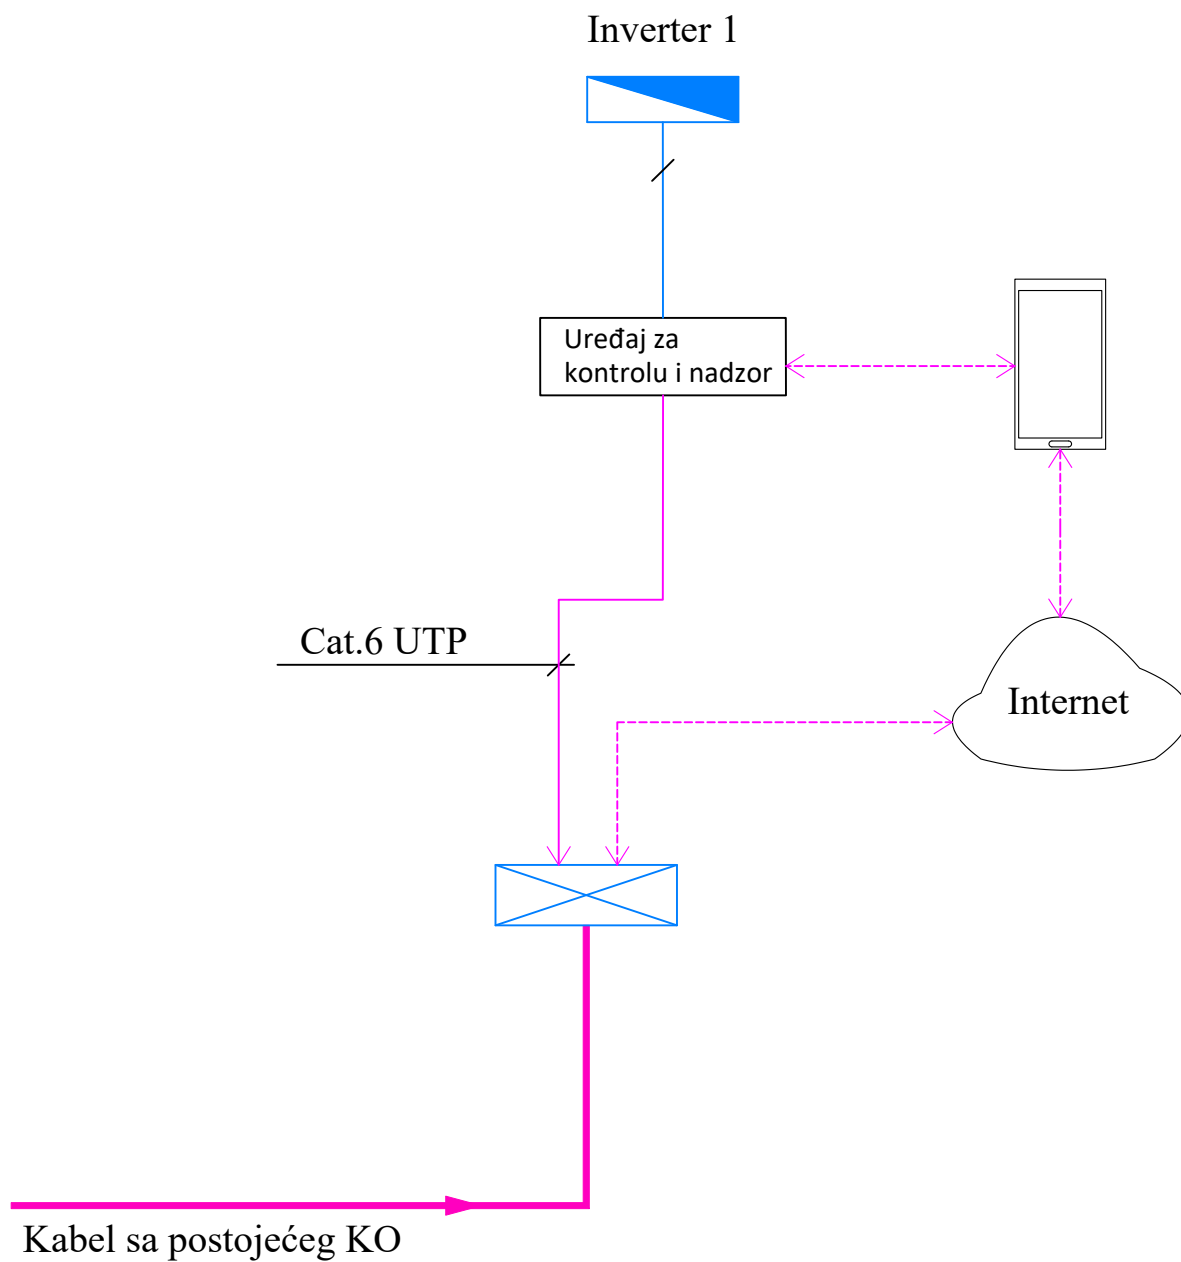 Inverter 1
Uređaj za
kontrolu i nadzor
Cat.6 UTP
Internet
Kabel sa postojećeg KO